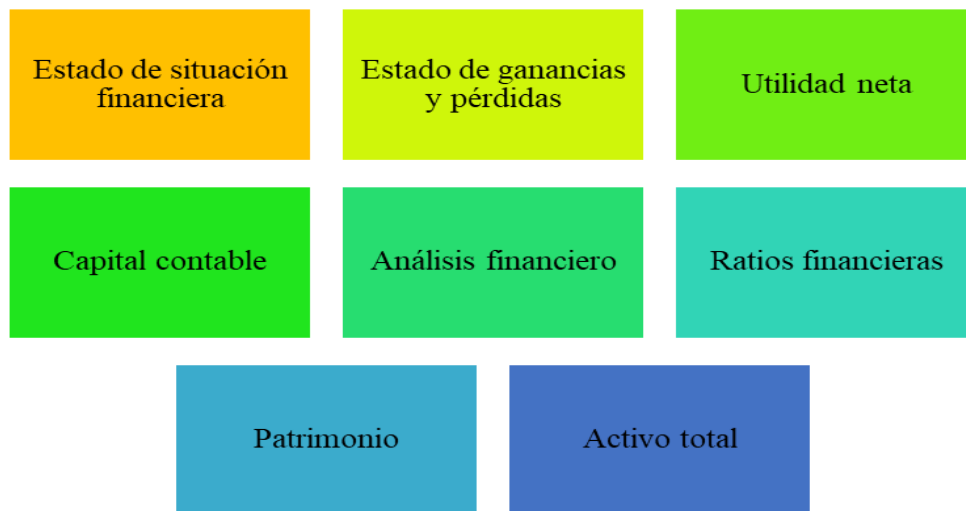 Estado de situación
financiera
Estado de ganancias
y pérdidas
Utilidad neta
Capital contable
Análisis financiero
Ratios financieras
Patrimonio
Activo total